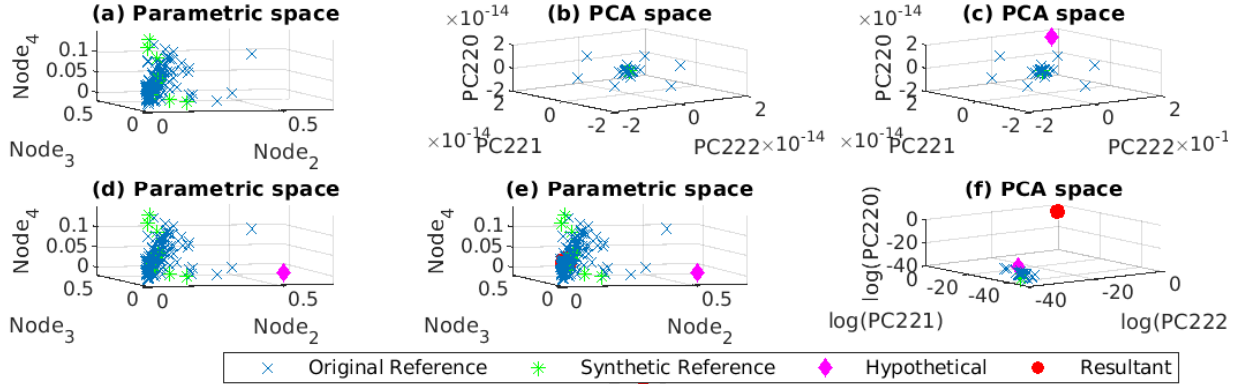 (a) Parametric space
Node4
0.1
0.05
0
0.5
0
0
0.5
Node3
Node2
(b) PCA space
×10-14
PC220
2
0
-2
2
0
-2
-2
0
2
×10-14
PC221
PC222
×10-14
(c) PCA space
×10-14
PC220
2
0
-2
2
0
-2
-2
0
2
×10-14
PC221
PC222
×10-1
(d) Parametric space
Node4
0.1
0.05
0
0.5
0
0
0.5
Node3
Node2
(e) Parametric space
Node4
0.1
0.05
0
0.5
0
0
0.5
Node3
Node2
(f) PCA space
log(PC220)
0
-20
-40
0
-20
-40
-40
-20
0
log(PC221)
log(PC222
Original Reference
Synthetic Reference
Hypothetical
Resultant